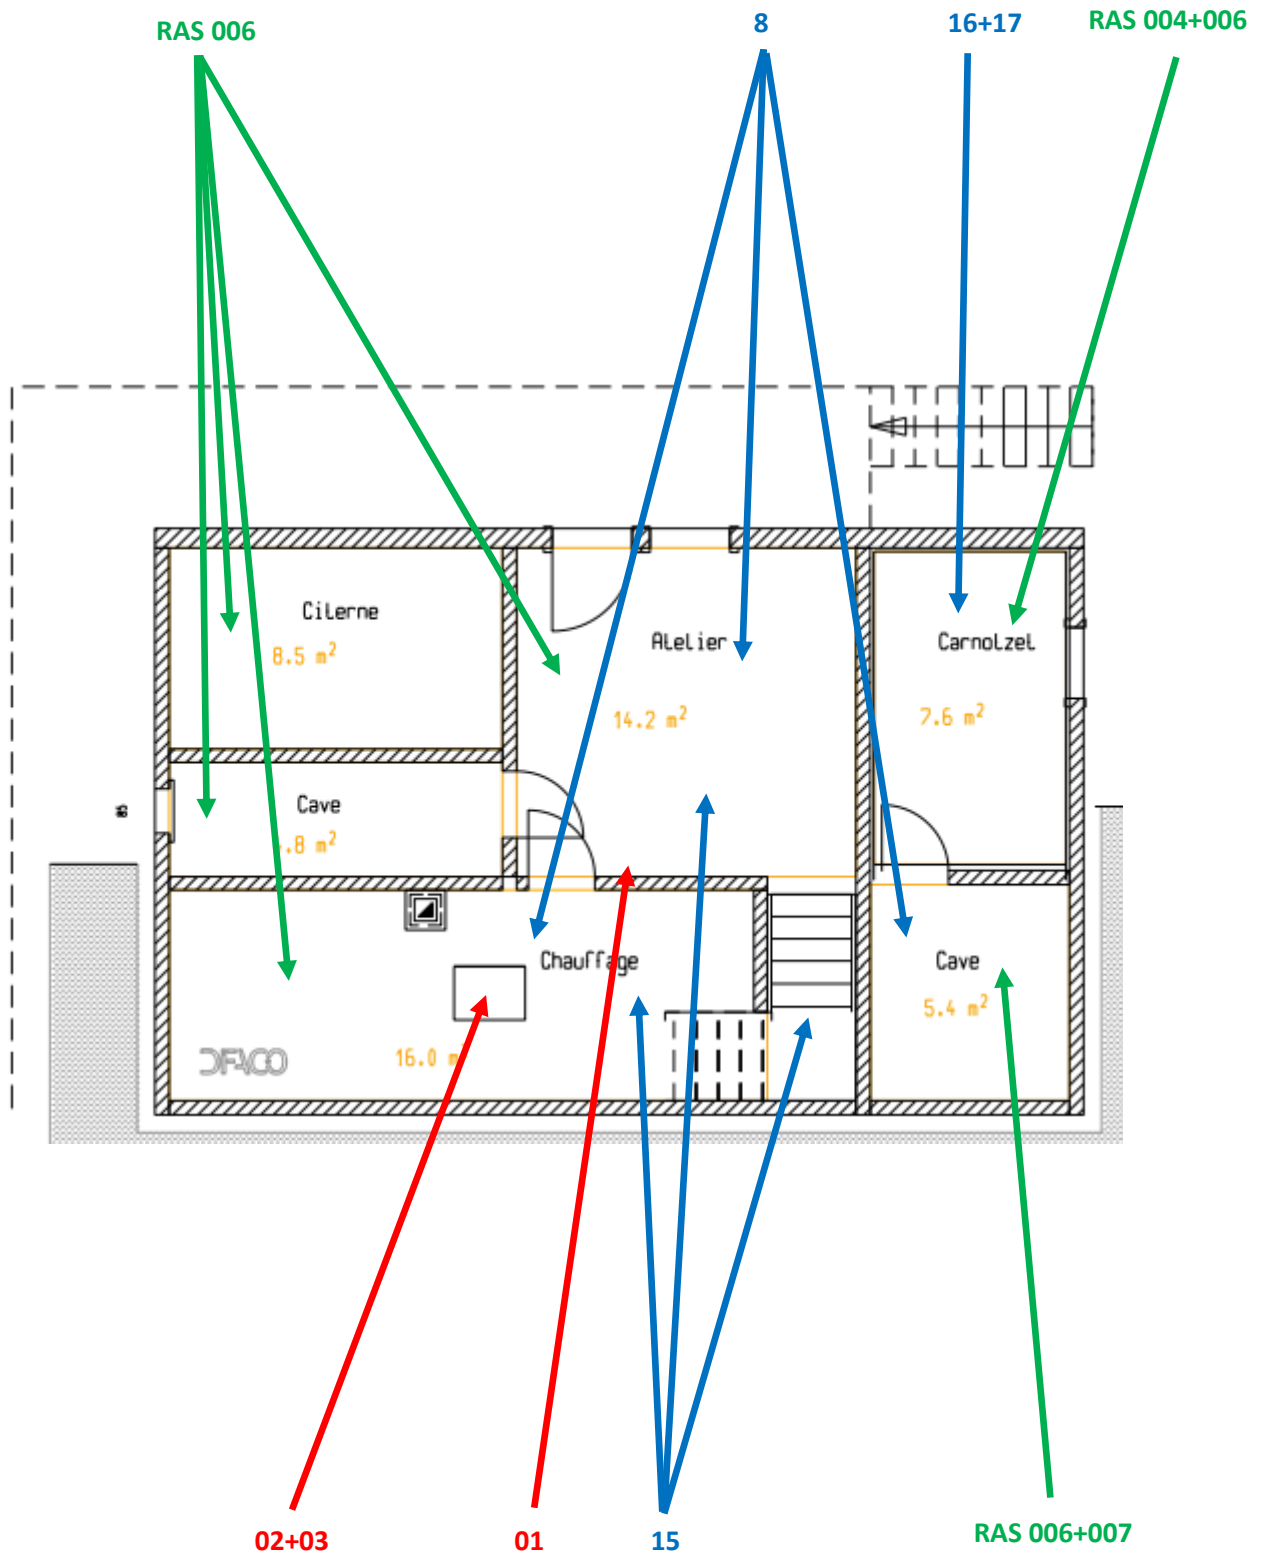 RAS 006
8
16+17
RAS 004+006
Citerne
8.5 m²
Atelier
14.2 m²
Carnotzet
7.6 m²
Cave
.8 m²
Chauffage
16.0 m
Cave
5.4 m²
DFACO
02+03
01
15
RAS 006+007